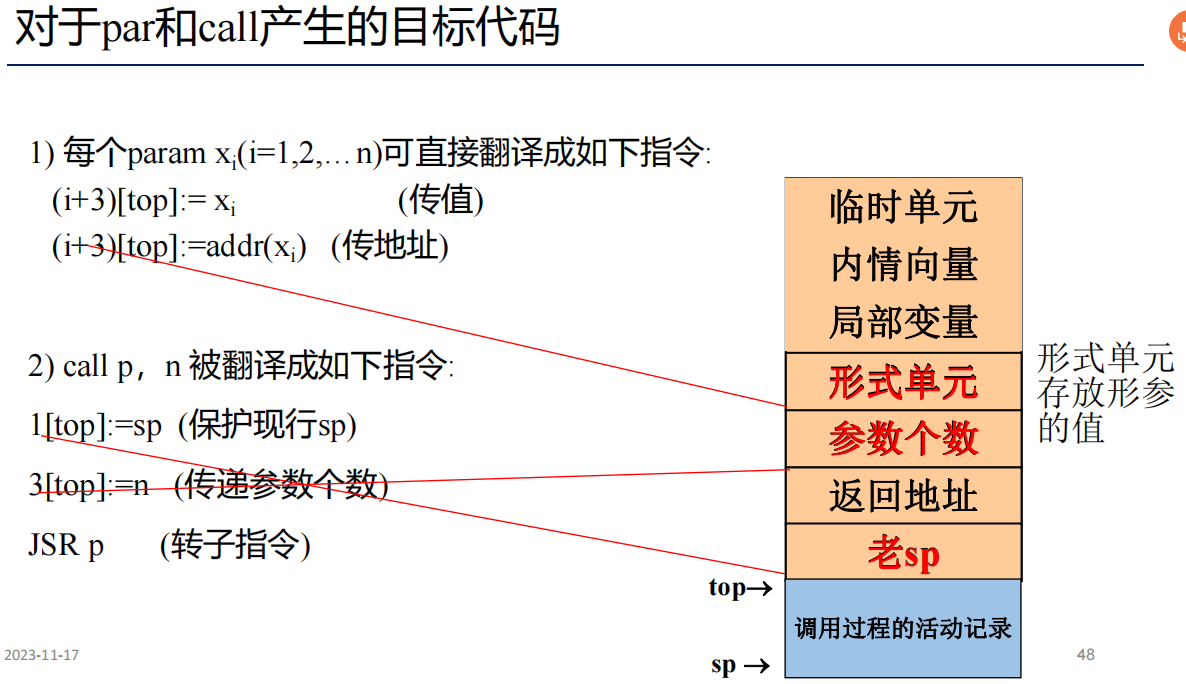 对于par和call产生的目标代码
1) 每个param xi(i=1,2,…n)可直接翻译成如下指令:
(i+3)[top]:= xi (传值)
(i+3)[top]:=addr(xi) (传地址)
2) call p，n 被翻译成如下指令:
1[top]:=sp (保护现行sp)
3[top]:=n (传递参数个数)
JSR p (转子指令)
临时单元
内情向量
局部变量
形式单元
参数个数
返回地址
老sp
调用过程的活动记录
top→
sp→
形式单元
存放形参
的值
2023-11-17
48